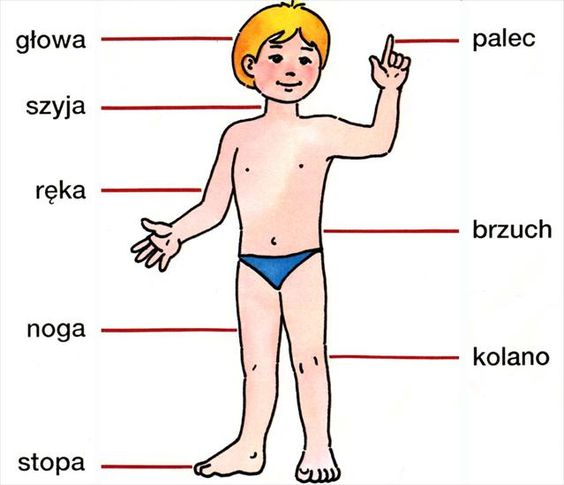 głowa
szyja
ręka
noga
stopa
palec
brzuch
kolano